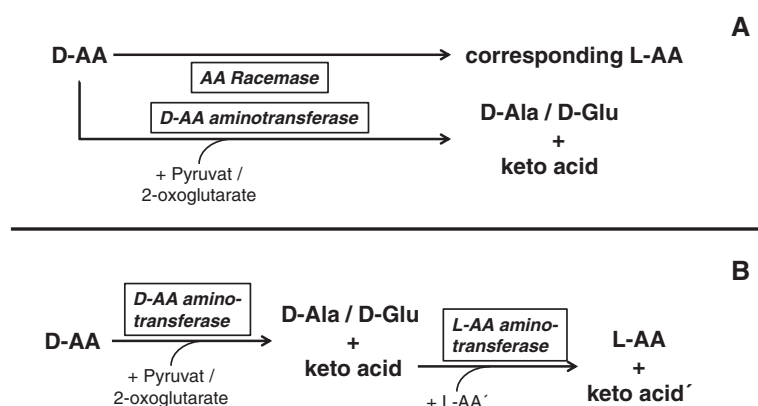 A
D-AA
corresponding L-AA
AA Racemase
D-AA aminotransferase
D-Ala / D-Glu
+
keto acid
+ Pyruvat /
2-oxoglutarate
B
D-AA amino-
transferase
D-AA
D-Ala / D-Glu
+
keto acid
+ Pyruvat /
2-oxoglutarate
L-AA amino-
transferase
+ L-AA´
L-AA
+
keto acid´